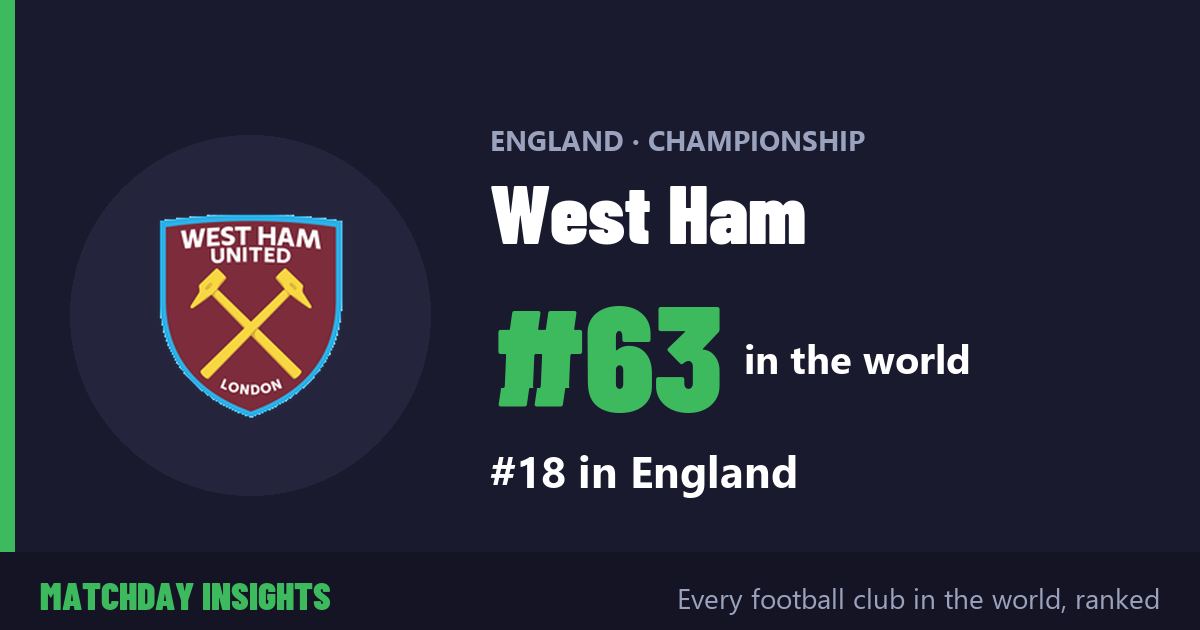 ENGLAND · CHAMPIONSHIP
West Ham
WEST HAM
UNITED
LONDON
#63 in the world
#18 in England
MATCHDAY INSIGHTS
Every football club in the world, ranked